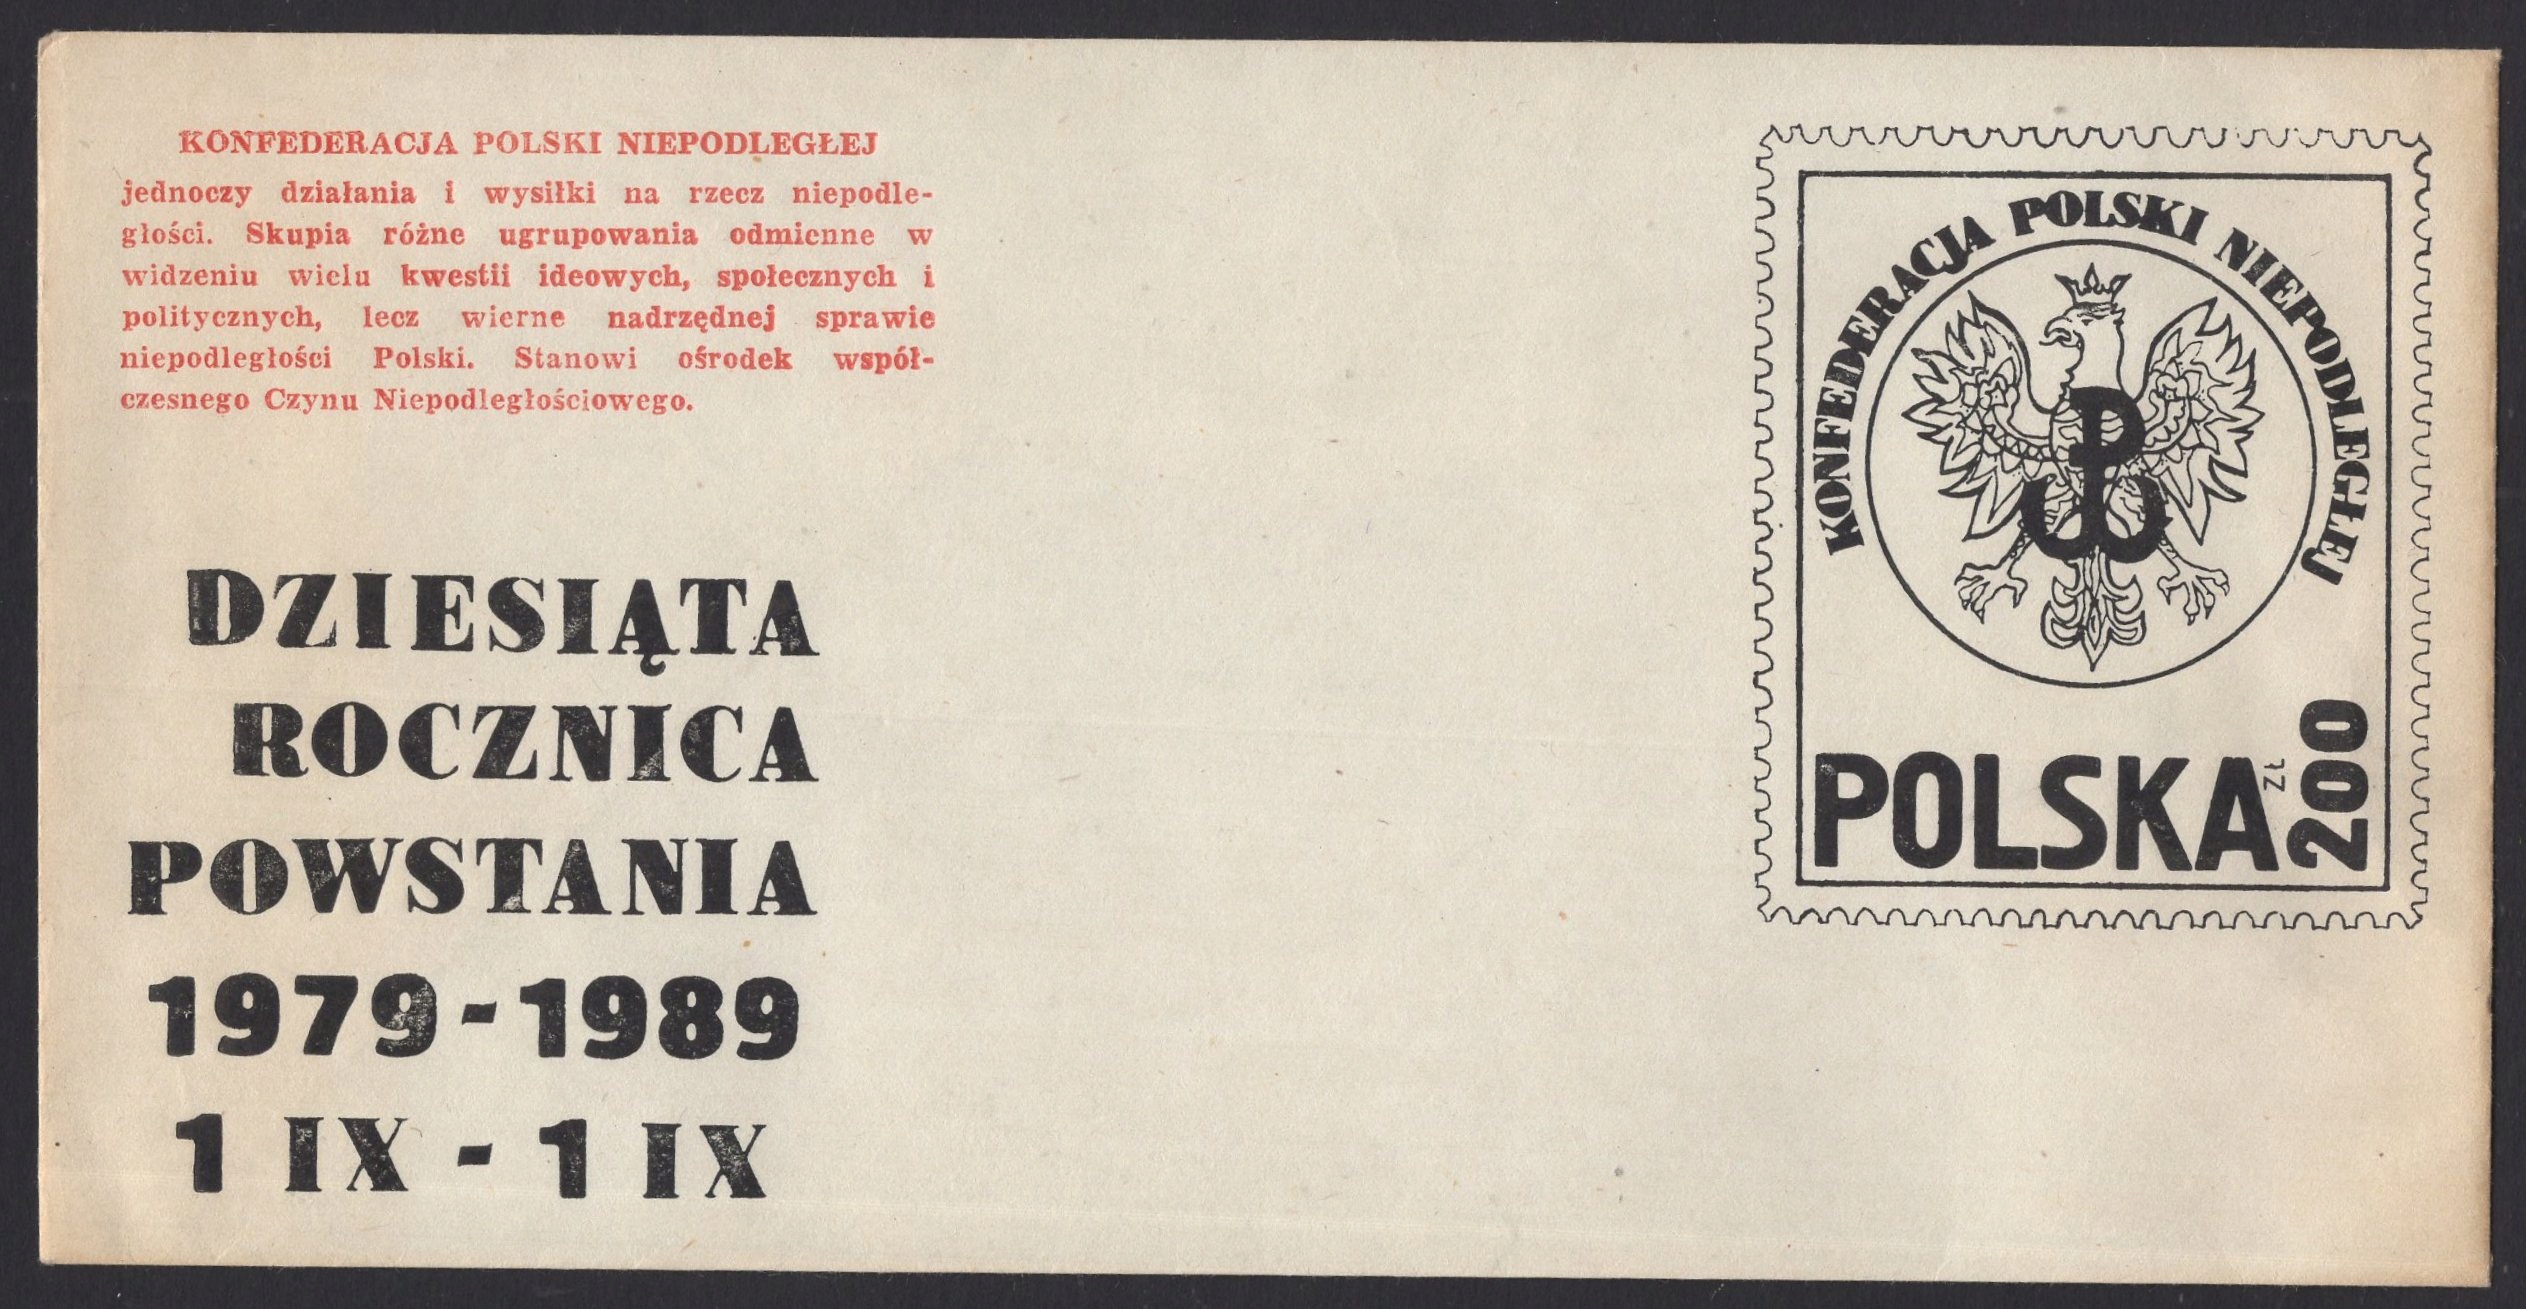 KONFEDERACJA POLSKI NIEPODLEGŁEJ
jednoczy działania i wysiłki na rzecz niepodle-
głości. Skupia różne ugrupowania odmienne w
widzeniu wielu kwestii ideowych, społecznych i
politycznych, lecz wierne nadrzędnej sprawie
niepodległości Polski. Stanowi ośrodek współ-
czesnego Czynu Niepodległościowego.
DZIESIĄTA
ROCZNICA
POWSTANIA
1979-1989
1 IX - 1 IX
KONFEDERACJA POLSKI NIEPODLEGŁEJ
PW
POLSKA
ZŁ
200